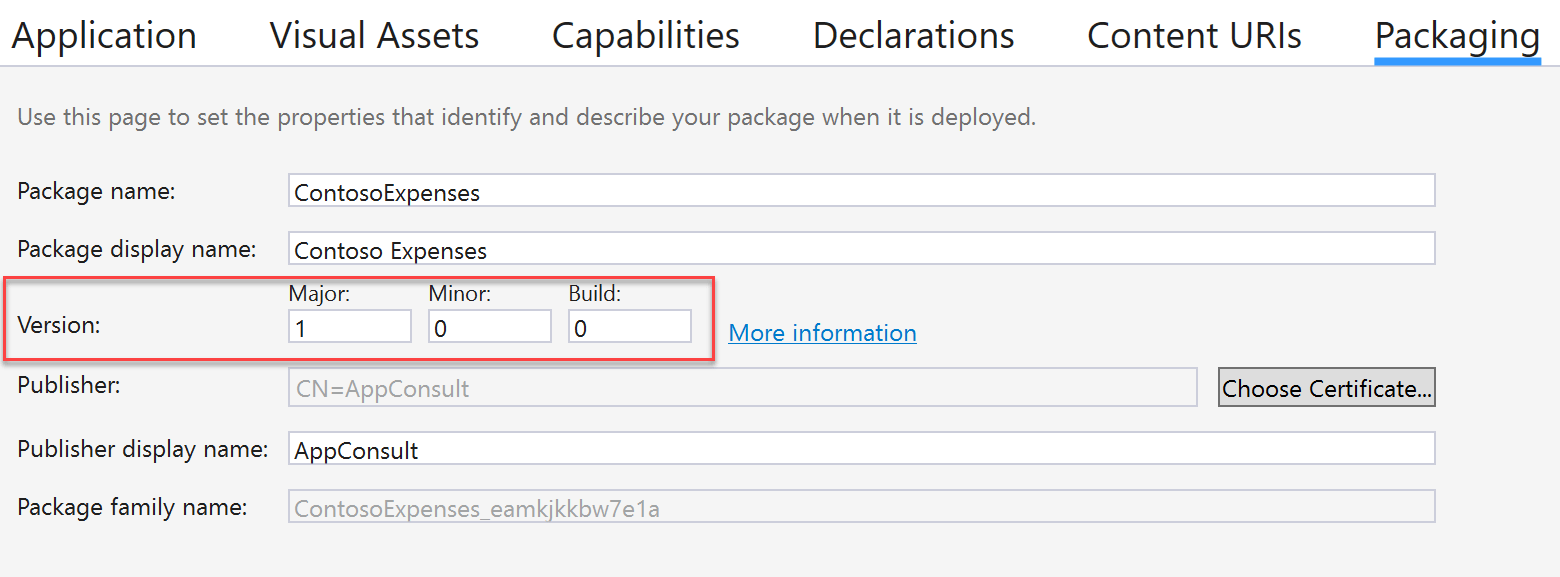 Application Visual Assets Capabilities Declarations Content URIs Packaging
Use this page to set the properties that identify and describe your package when it is deployed.
Package name: ContosoExpenses
Package display name: Contoso Expenses
Major: Minor: Build:
Version: 1 0 0 More information
Publisher: CN=AppConsult Choose Certificate...
Publisher display name: AppConsult
Package family name: ContosoExpenses_eamkjkkbw7e1a